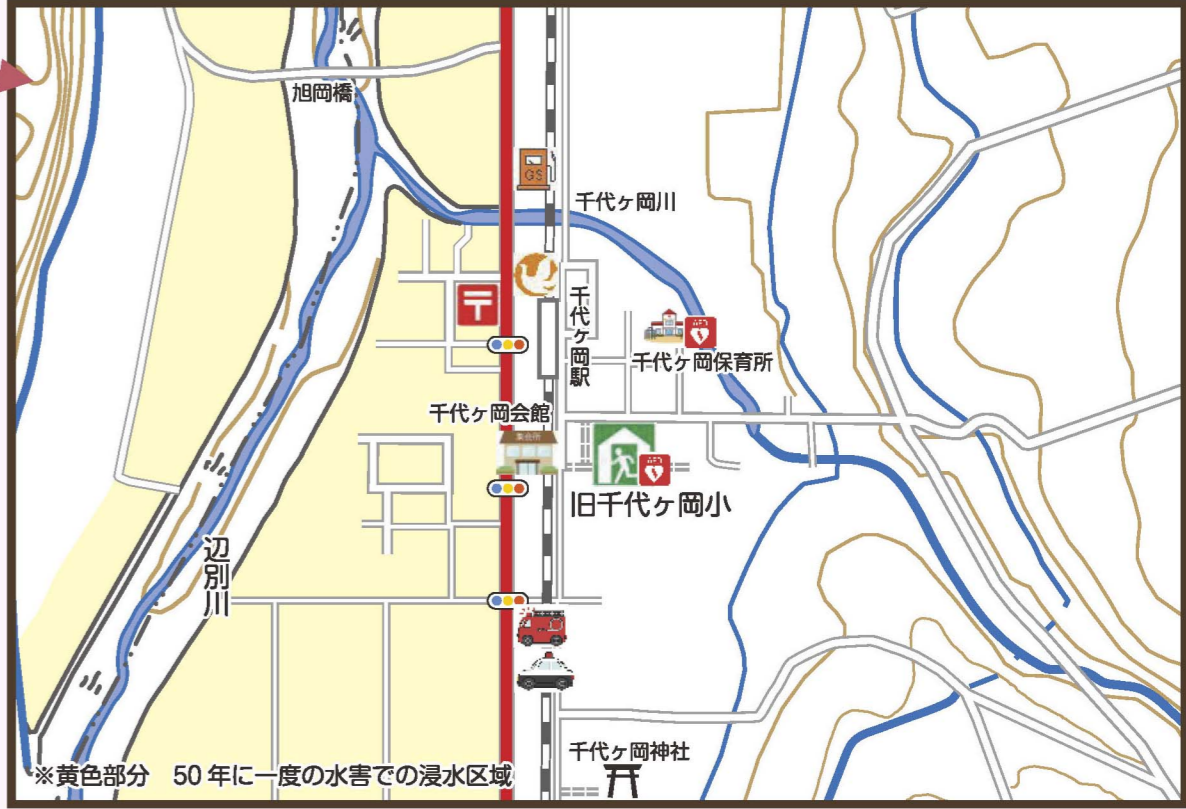 旭岡橋
GS
千代ヶ岡川
千代ヶ岡駅
AED
千代ヶ岡保育所
千代ヶ岡会館
集会所
AED
旧千代ヶ岡小
辺別川
千代ヶ岡神社
※黄色部分 50年に一度の水害での浸水区域